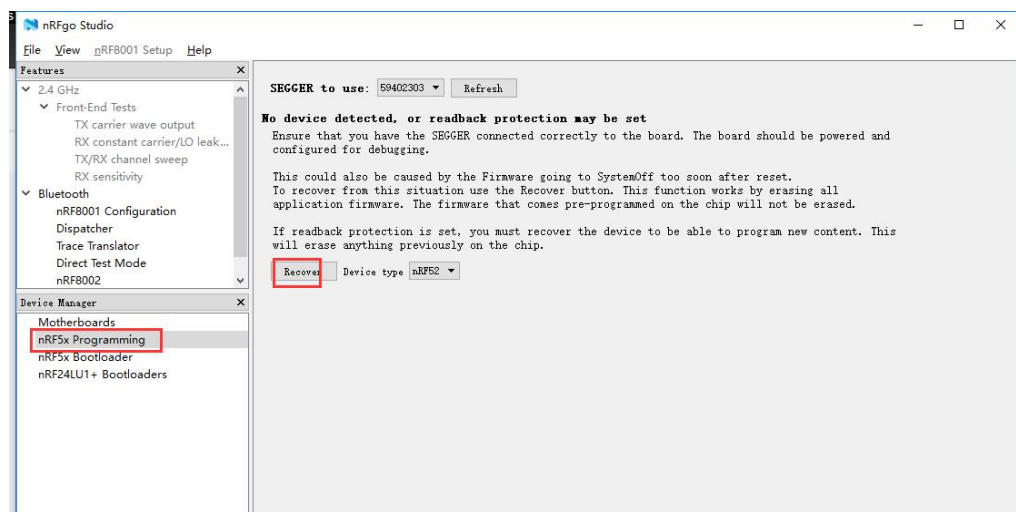 nRFgo Studio
File View nRF8001 Setup Help
Features
2.4 GHz
Front-End Tests
TX carrier wave output
RX constant carrier/LO leak...
TX/RX channel sweep
RX sensitivity
Bluetooth
nRF8001 Configuration
Dispatcher
Trace Translator
Direct Test Mode
nRF8002
Device Manager
Motherboards
nRF5x Programming
nRF5x Bootloader
nRF24LU1+ Bootloaders
SEGGER to use: 59402303 Refresh
No device detected, or readback protection may be set
Ensure that you have the SEGGER connected correctly to the board. The board should be powered and
configured for debugging.
This could also be caused by the Firmware going to SystemOff too soon after reset.
To recover from this situation use the Recover button. This function works by erasing all
application firmware. The firmware that comes pre-programmed on the chip will not be erased.
If readback protection is set, you must recover the device to be able to program new content. This
will erase anything previously on the chip.
Recover Device type nRF52